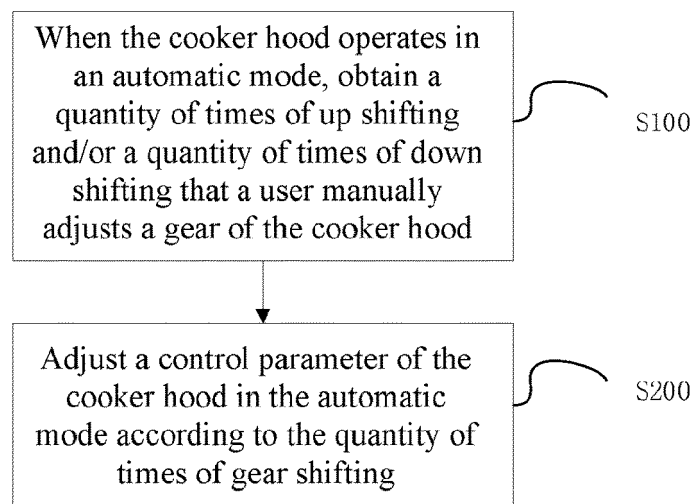 When the cooker hood operates in
an automatic mode, obtain a
quantity of times of up shifting
and/or a quantity of times of down
shifting that a user manually
adjusts a gear of the cooker hood
S100
Adjust a control parameter of the
cooker hood in the automatic
mode according to the quantity of
times of gear shifting
S200